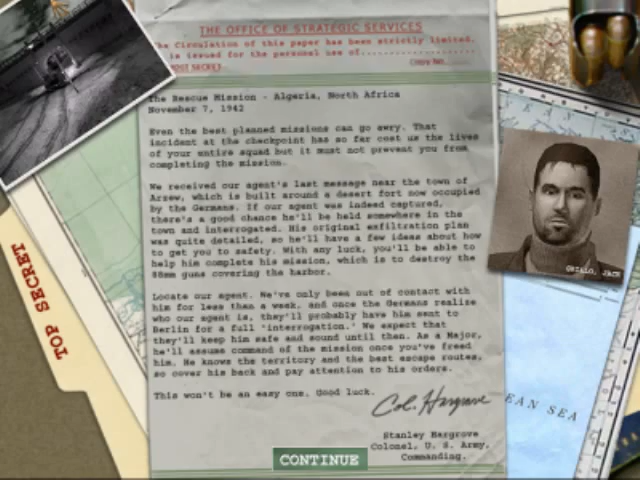 THE OFFICE OF STRATEGIC SERVICES
The Circulation of this paper has been strictly limited.
is issued for the personal use of
MOST SECRET
Copy No.
The Rescue Mission - Algeria, North Africa
November 7, 1942
Even the best planned missions can go awry. That
incident at the checkpoint has so far cost us the lives
of your entire squad but it must not prevent you from
completing the mission.
We received our agent's last message near the town of
Arzew, which is built around a desert fort now occupied
by the Germans. If our agent was indeed captured,
there's a good chance he'll be held somewhere in the
town and interrogated. His original exfiltration plan
was quite detailed, so he'll have a few ideas about how
to get you to safety. With any luck, you'll be able to
help him complete his mission, which is to destroy the
88mm guns covering the harbor.
Locate our agent. We've only been out of contact with
him for less than a week, and once the Germans realize
who our agent is, they'll probably have him sent to
Berlin for a full 'interrogation.' We expect that
they'll keep him safe and sound until then. As a Major,
he'll assume command of the mission once you've freed
him. He knows the territory and the best escape routes,
so cover his back and pay attention to his orders.
This won't be an easy one. Good luck.
Col. Hargrove
Stanley Hargrove
Colonel, U. S. Army,
Commanding.
CONTINUE
TOP SECRET
JACK
EAN SEA